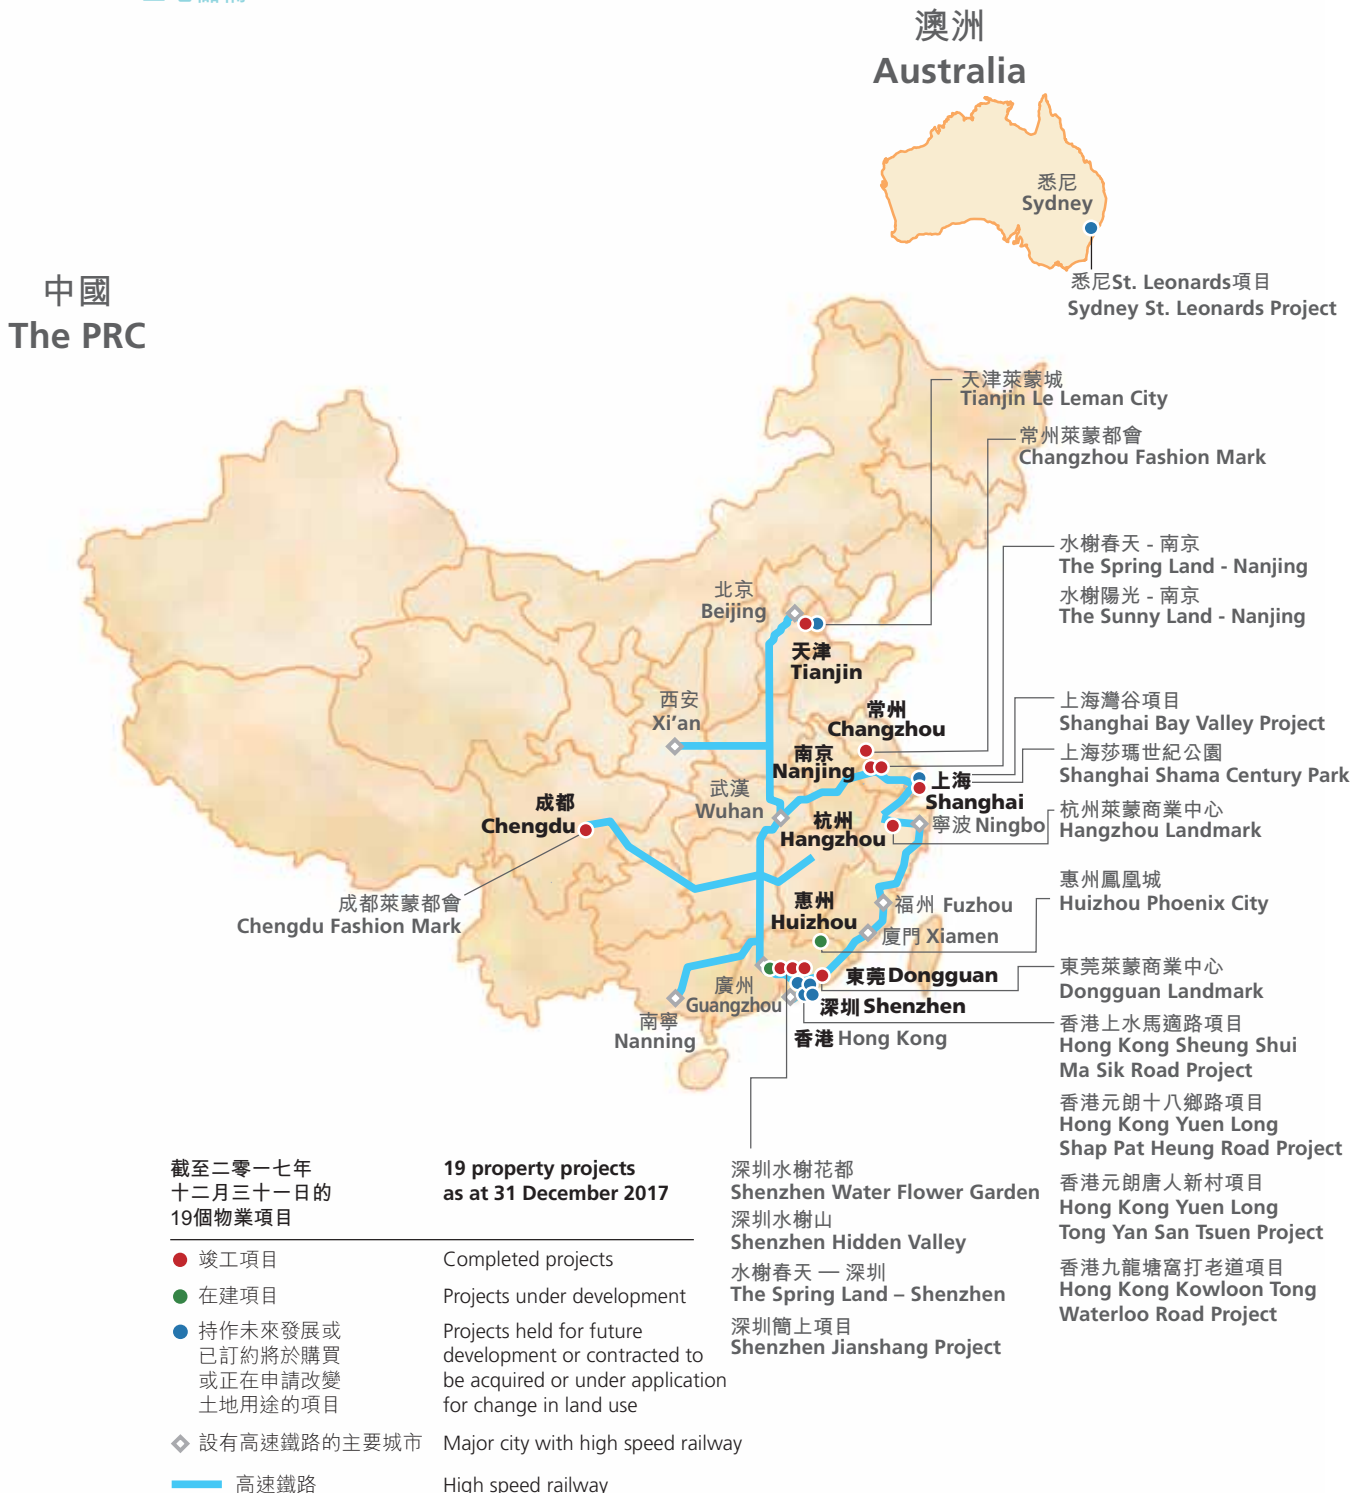 澳洲
Australia
悉尼
Sydney
悉尼St. Leonards項目
Sydney St. Leonards Project
中國
The PRC
天津萊蒙城
Tianjin Le Leman City
常州萊蒙都會
Changzhou Fashion Mark
水榭春天 - 南京
The Spring Land - Nanjing
水榭陽光 - 南京
The Sunny Land - Nanjing
北京
Beijing
天津
Tianjin
西安
Xi'an
常州
Changzhou
南京
Nanjing
上海灣谷項目
Shanghai Bay Valley Project
上海莎瑪世紀公園
Shanghai Shama Century Park
上海
Shanghai
武漢
Wuhan
成都
Chengdu
杭州
Hangzhou
寧波 Ningbo
杭州萊蒙商業中心
Hangzhou Landmark
成都萊蒙都會
Chengdu Fashion Mark
惠州
Huizhou
福州 Fuzhou
廈門 Xiamen
惠州鳳凰城
Huizhou Phoenix City
東莞 Dongguan
東莞萊蒙商業中心
Dongguan Landmark
廣州
Guangzhou
深圳 Shenzhen
南寧
Nanning
香港 Hong Kong
香港上水馬適路項目
Hong Kong Sheung Shui
Ma Sik Road Project
香港元朗十八鄉路項目
Hong Kong Yuen Long
Shap Pat Heung Road Project
香港元朗唐人新村項目
Hong Kong Yuen Long
Tong Yan San Tsuen Project
香港九龍塘窩打老道項目
Hong Kong Kowloon Tong
Waterloo Road Project
深圳水榭花都
Shenzhen Water Flower Garden
深圳水榭山
Shenzhen Hidden Valley
水榭春天 — 深圳
The Spring Land – Shenzhen
深圳簡上項目
Shenzhen Jianshang Project
截至二零一七年
十二月三十一日的
19個物業項目
19 property projects
as at 31 December 2017
竣工項目
Completed projects
在建項目
Projects under development
持作未來發展或
已訂約將於購買
或正在申請改變
土地用途的項目
Projects held for future
development or contracted to
be acquired or under application
for change in land use
設有高速鐵路的主要城市
Major city with high speed railway
高速鐵路
High speed railway